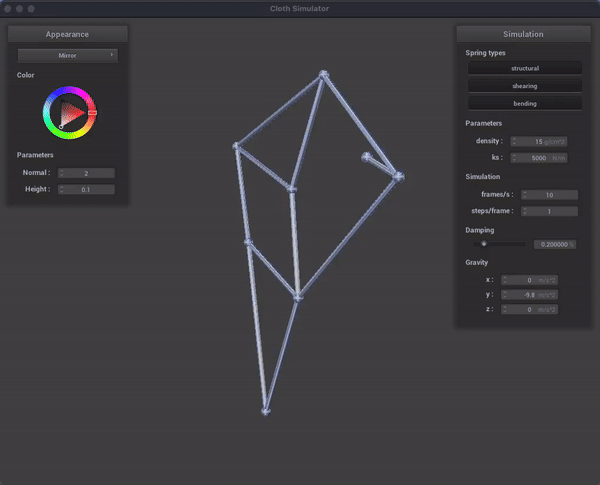 Cloth Simulator
Appearance
Mirror
Color
Parameters
Normal : 2
Height : 0.1
Simulation
Spring types
structural
shearing
bending
Parameters
density : 15 g/cm^2
ks : 5000 N/m
Simulation
frames/s : 10
steps/frame : 1
Damping
0.200000 %
Gravity
x : 0 m/s^2
y : -9.8 m/s^2
z : 0 m/s^2